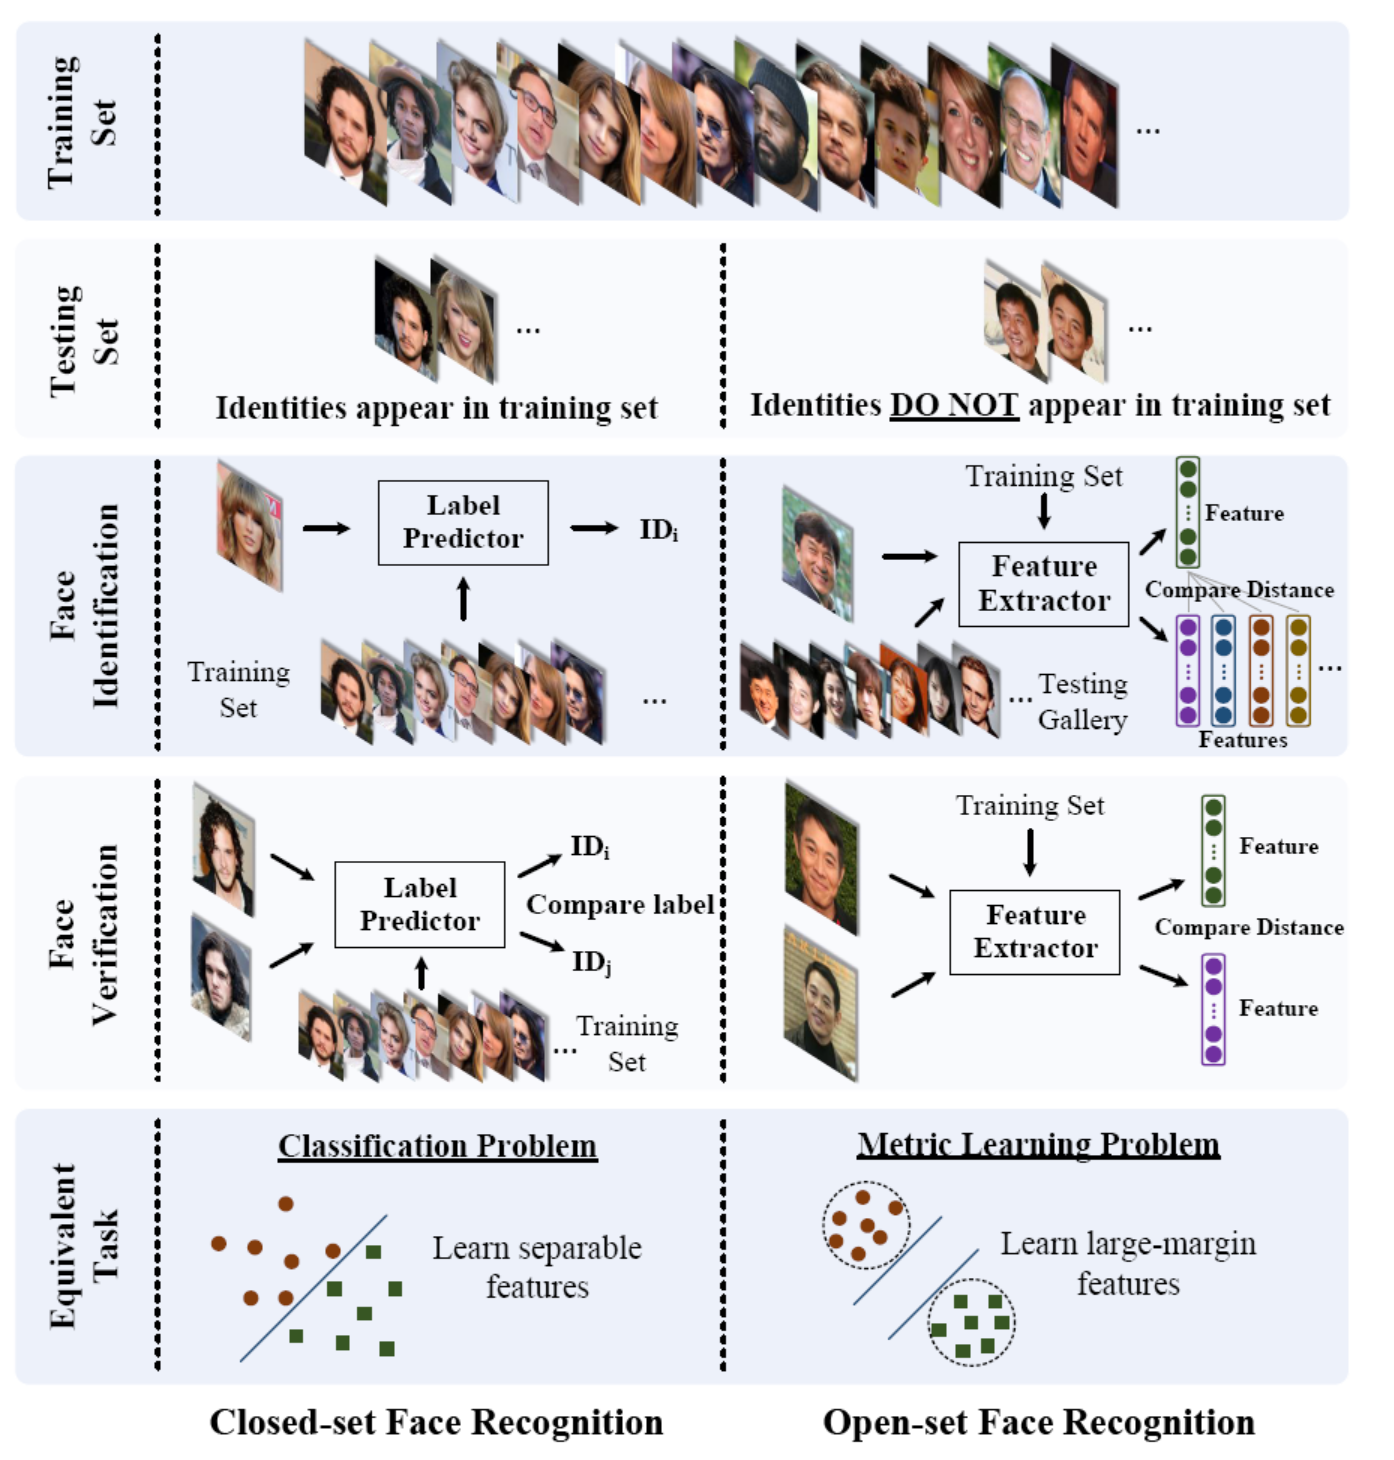 Training
Set
...
Testing
Set
...
Identities appear in training set
...
Identities DO NOT appear in training set
Face
Identification
Label
Predictor
IDi
Training
Set
...
Training Set
Feature
Extractor
Feature
Compare Distance
...
Features
... Testing
Gallery
Face
Verification
Label
Predictor
IDi
Compare label
IDj
... Training
Set
Training Set
Feature
Extractor
Feature
Compare Distance
Feature
Equivalent
Task
Classification Problem
Learn separable
features
Metric Learning Problem
Learn large-margin
features
Closed-set Face Recognition
Open-set Face Recognition